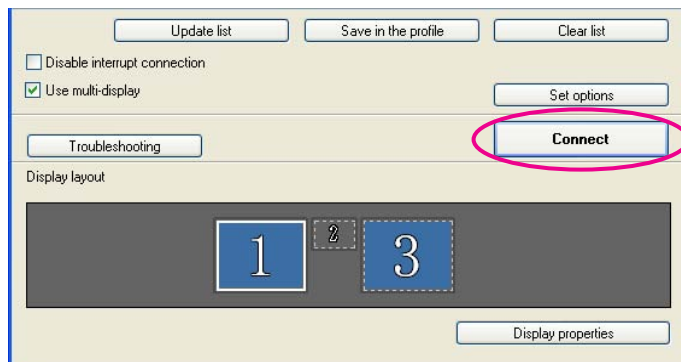 Update list Save in the profile Clear list
Disable interrupt connection
Use multi-display
Set options
Connect
Troubleshooting
Display layout
1 2 3
Display properties